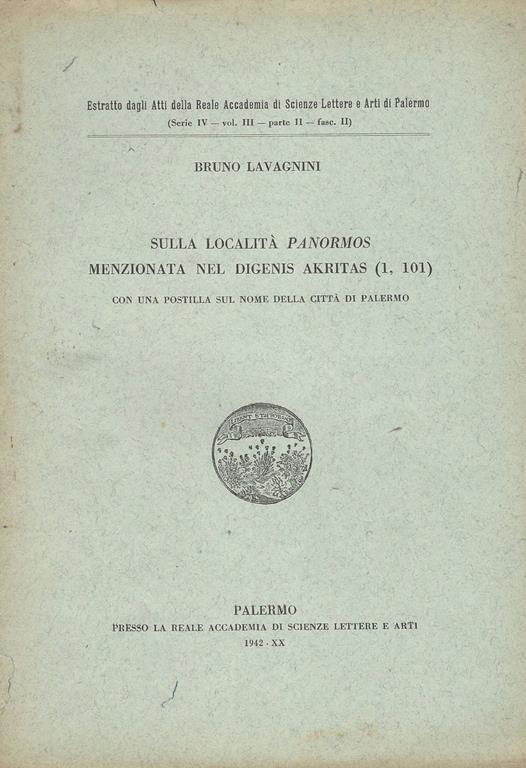 Estratto dagli Atti della Reale Accademia di Scienze Lettere e Arti di Palermo
(Serie IV — vol. III — parte II — fasc. II)
BRUNO LAVAGNINI
SULLA LOCALITÀ PANORMOS
MENZIONATA NEL DIGENIS AKRITAS (1, 101)
CON UNA POSTILLA SUL NOME DELLA CITTÀ DI PALERMO
PALERMO
PRESSO LA REALE ACCADEMIA DI SCIENZE LETTERE E ARTI
1942 - XX